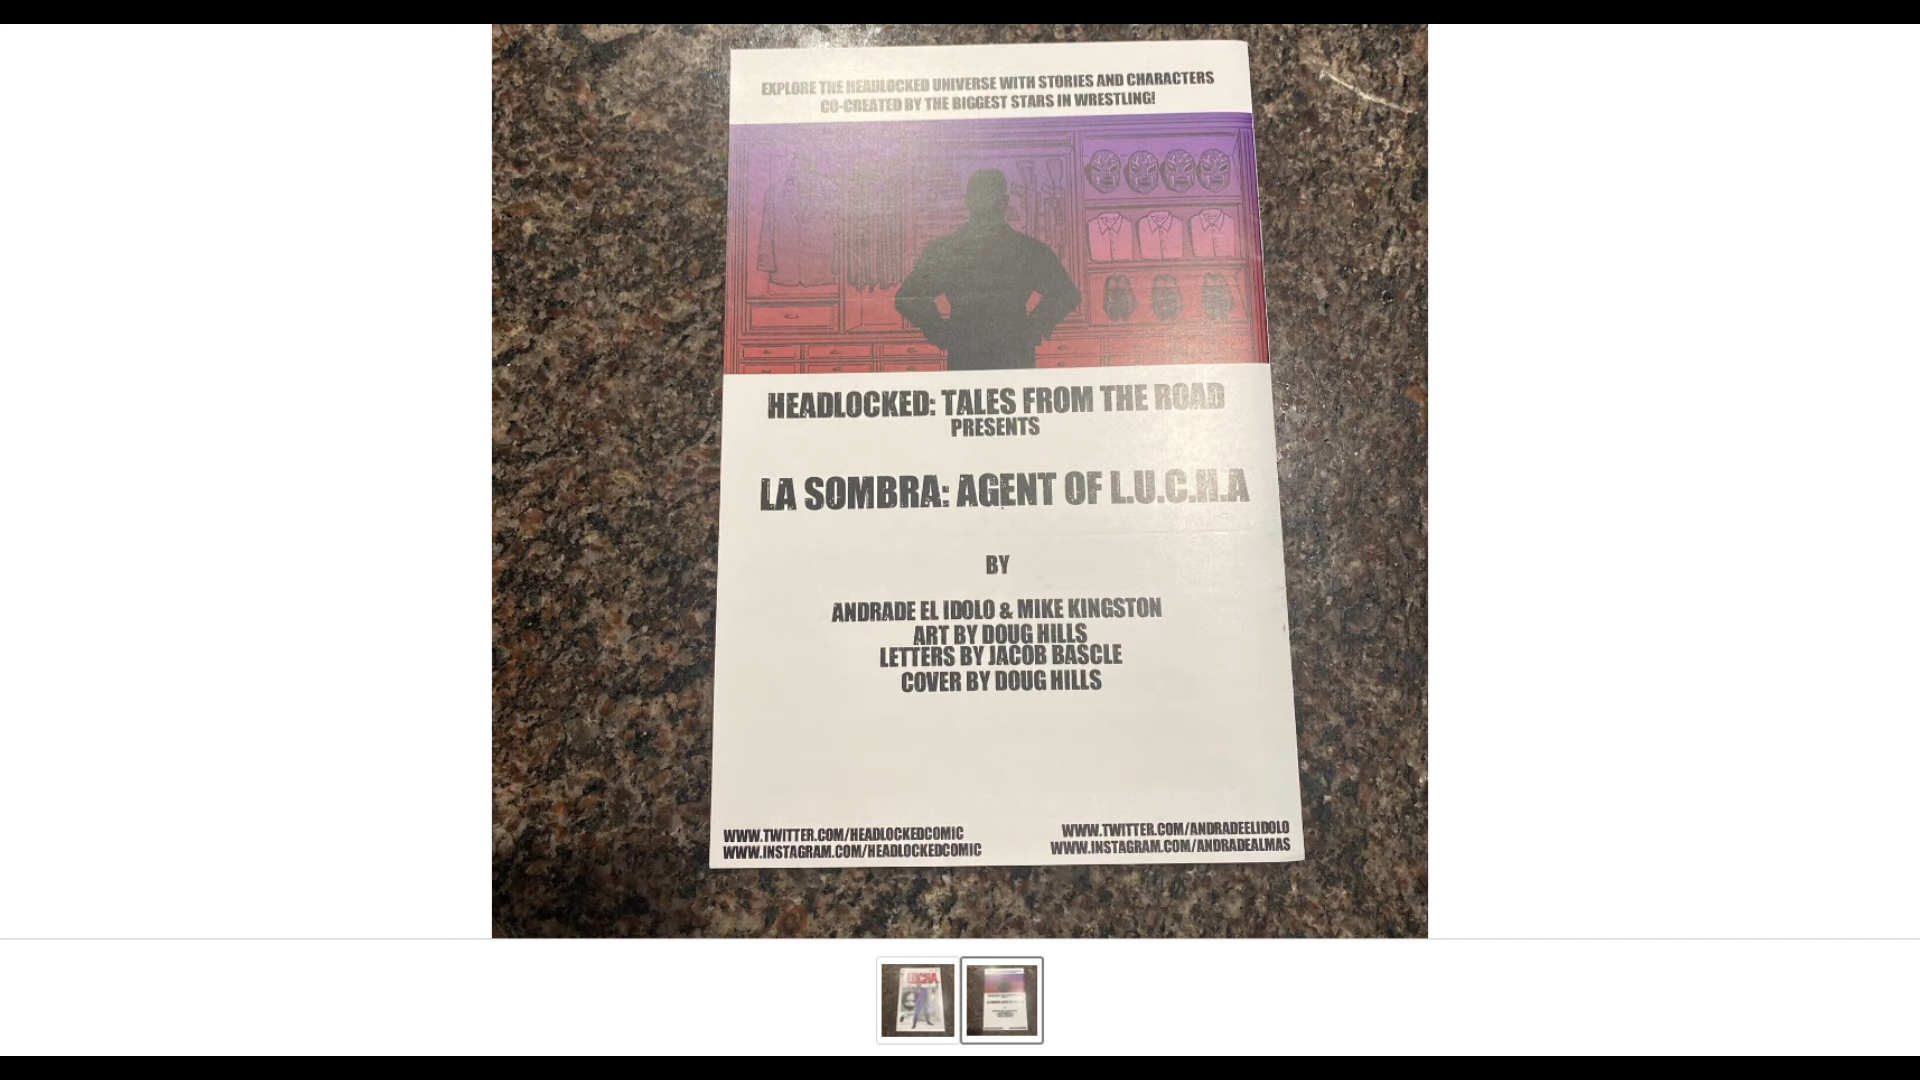 EXPLORE THE HEADLOCKED UNIVERSE WITH STORIES AND CHARACTERS
CO-CREATED BY THE BIGGEST STARS IN WRESTLING!
HEADLOCKED: TALES FROM THE ROAD
PRESENTS
LA SOMBRA: AGENT OF L.U.C.H.A
BY
ANDRADE EL IDOLO & MIKE KINGSTON
ART BY DOUG HILLS
LETTERS BY JACOB BASCLE
COVER BY DOUG HILLS
WWW.TWITTER.COM/HEADLOCKEDCOMIC
WWW.INSTAGRAM.COM/HEADLOCKEDCOMIC
WWW.TWITTER.COM/ANDRADEELIDOLO
WWW.INSTAGRAM.COM/ANDRADEALMAS
LUCHA